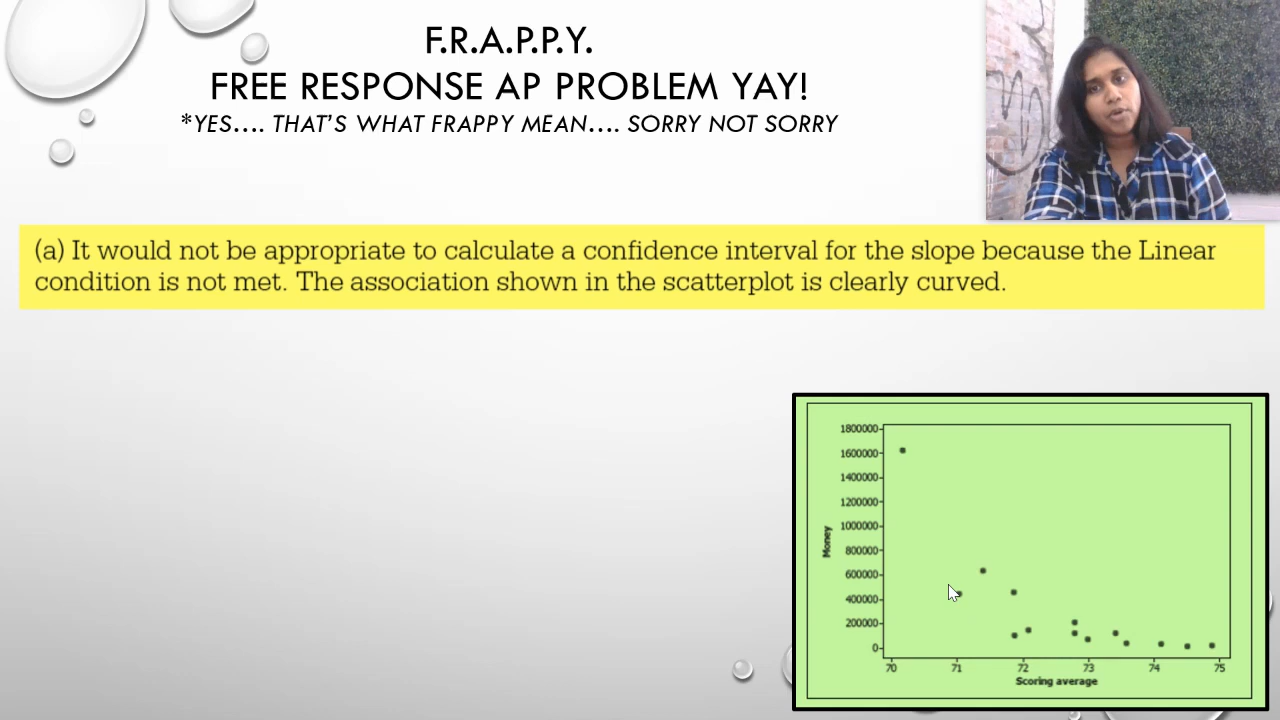 F.R.A.P.P.Y.
FREE RESPONSE AP PROBLEM YAY!
*YES…. THAT'S WHAT FRAPPY MEAN…. SORRY NOT SORRY
(a) It would not be appropriate to calculate a confidence interval for the slope because the Linear
condition is not met. The association shown in the scatterplot is clearly curved.
1800000
1600000
1400000
1200000
1000000
800000
600000
400000
200000
0
Money
70 71 72 73 74 75
Scoring average